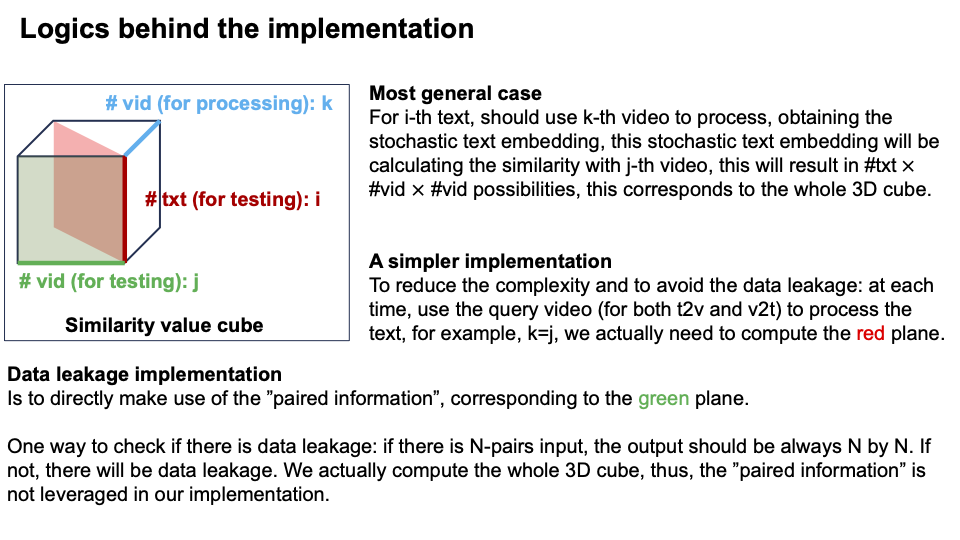 Logics behind the implementation
# vid (for processing): k
# txt (for testing): i
# vid (for testing): j
Similarity value cube
Most general case
For i-th text, should use k-th video to process, obtaining the
stochastic text embedding, this stochastic text embedding will be
calculating the similarity with j-th video, this will result in #txt ×
#vid × #vid possibilities, this corresponds to the whole 3D cube.
A simpler implementation
To reduce the complexity and to avoid the data leakage: at each
time, use the query video (for both t2v and v2t) to process the
text, for example, k=j, we actually need to compute the red plane.
Data leakage implementation
Is to directly make use of the ”paired information”, corresponding to the green plane.
One way to check if there is data leakage: if there is N-pairs input, the output should be always N by N. If
not, there will be data leakage. We actually compute the whole 3D cube, thus, the ”paired information” is
not leveraged in our implementation.